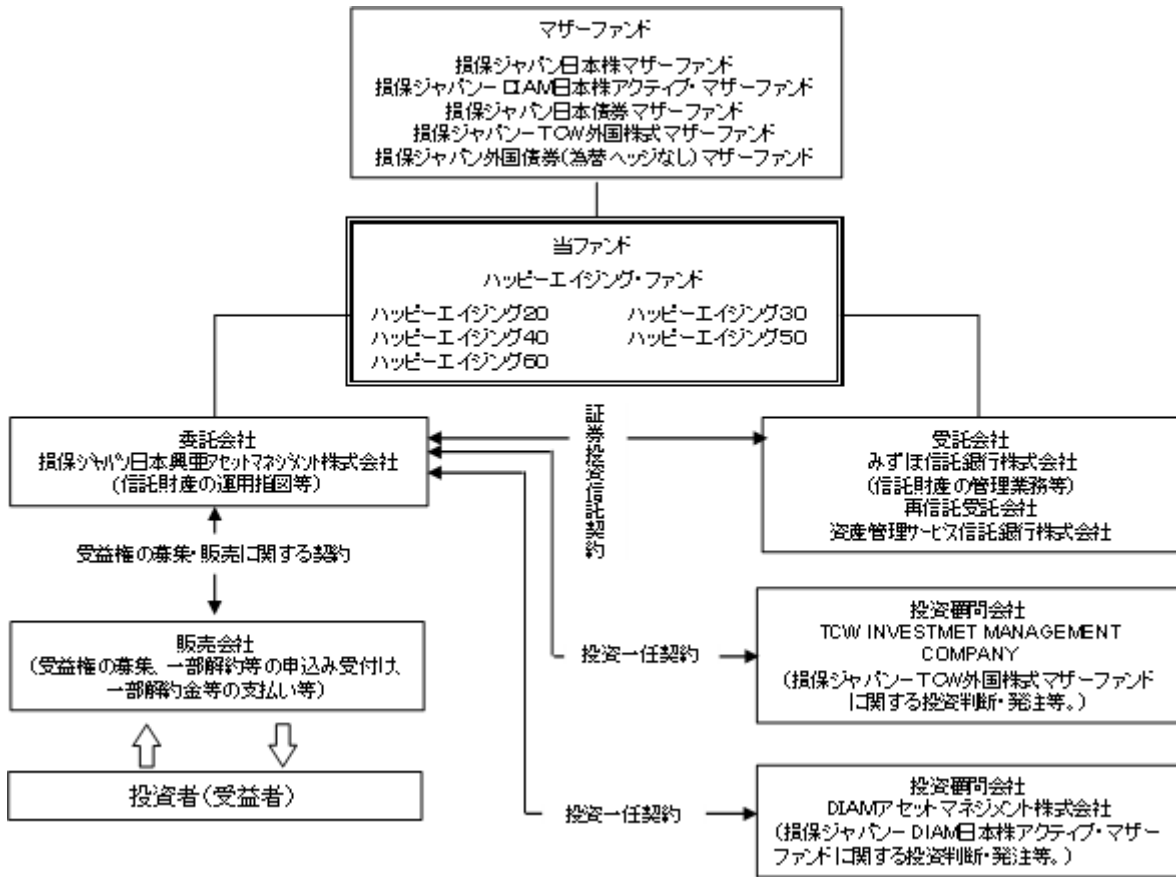 マザーファンド
損保ジャパン日本株マザーファンド
損保ジャパン－DIAM日本株アクティブ・マザーファンド
損保ジャパン日本債券マザーファンド
損保ジャパン－TCW外国株式マザーファンド
損保ジャパン外国債券(為替ヘッジなし)マザーファンド
当ファンド
ハッピーエイジング・ファンド
ハッピーエイジング20 ハッピーエイジング30
ハッピーエイジング40 ハッピーエイジング50
ハッピーエイジング60
委託会社
損保ジャパン日本興亜アセットマネジメント株式会社
(信託財産の運用指図等)
証券投資信託契約
受託会社
みずほ信託銀行株式会社
(信託財産の管理業務等)
再信託受託会社
資産管理サービス信託銀行株式会社
受益権の募集・販売に関する契約
販売会社
(受益権の募集、一部解約等の申込み受付け、
一部解約金等の支払い等)
投資一任契約
投資顧問会社
TCW INVESTMET MANAGEMENT
COMPANY
(損保ジャパン－TCW外国株式マザーファンド
に関する投資判断・発注等。)
投資者(受益者)
投資一任契約
投資顧問会社
DIAMアセットマネジメント株式会社
(損保ジャパン－DIAM日本株アクティブ・マザー
ファンドに関する投資判断・発注等。)